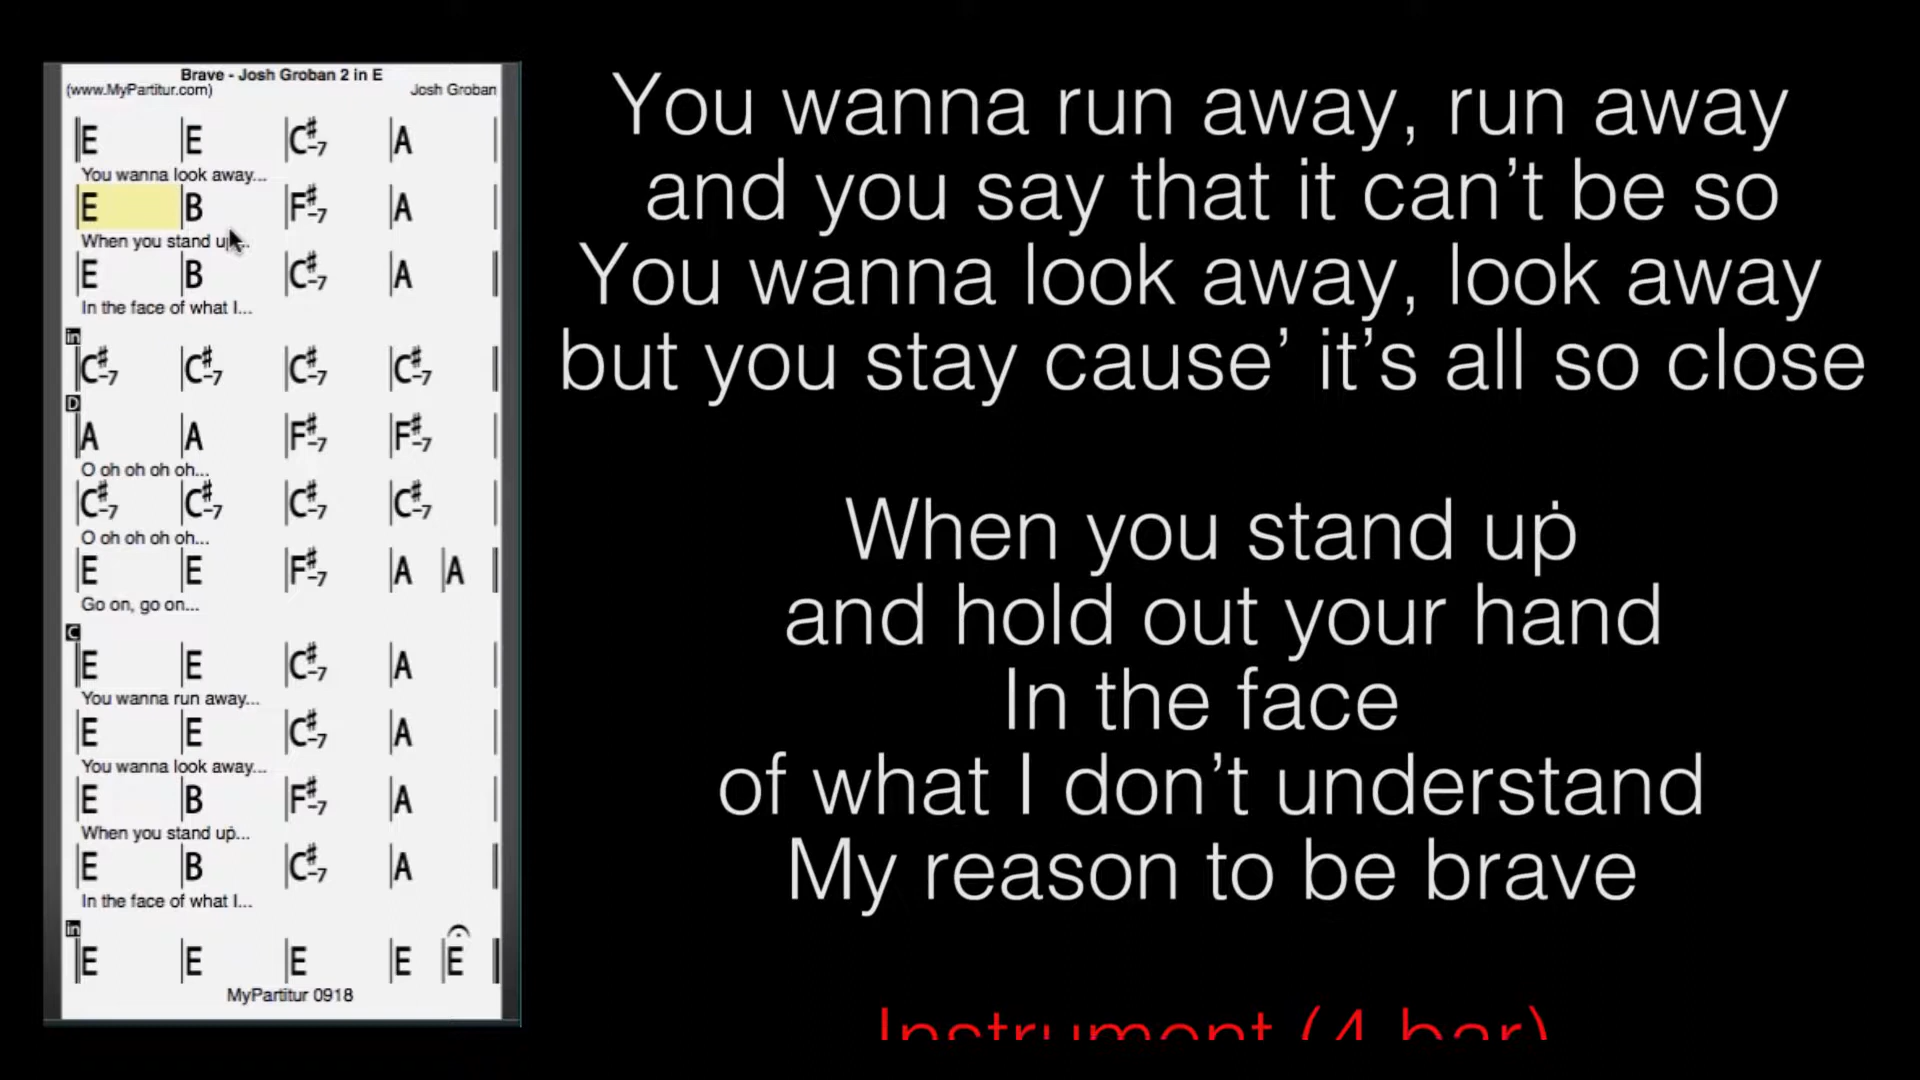 Brave - Josh Groban 2 in E
(www.MyPartitur.com) Josh Groban
E E C#-7 A
You wanna look away...
E B F#-7 A
When you stand up...
E B C#-7 A
In the face of what I...
in
C#-7 C#-7 C#-7 C#-7
D
A A F#-7 F#-7
O oh oh oh oh...
C#-7 C#-7 C#-7 C#-7
O oh oh oh oh...
E E F#-7 A A
Go on, go on...
C
E E C#-7 A
You wanna run away...
E E C#-7 A
You wanna look away...
E B F#-7 A
When you stand uṗ...
E B C#-7 A
In the face of what I...
in
E E E E E
MyPartitur 0918
You wanna run away, run away
and you say that it can’t be so
You wanna look away, look away
but you stay cause’ it’s all so close
When you stand uṗ
and hold out your hand
In the face
of what I don’t understand
My reason to be brave
Instrument (4 bar)